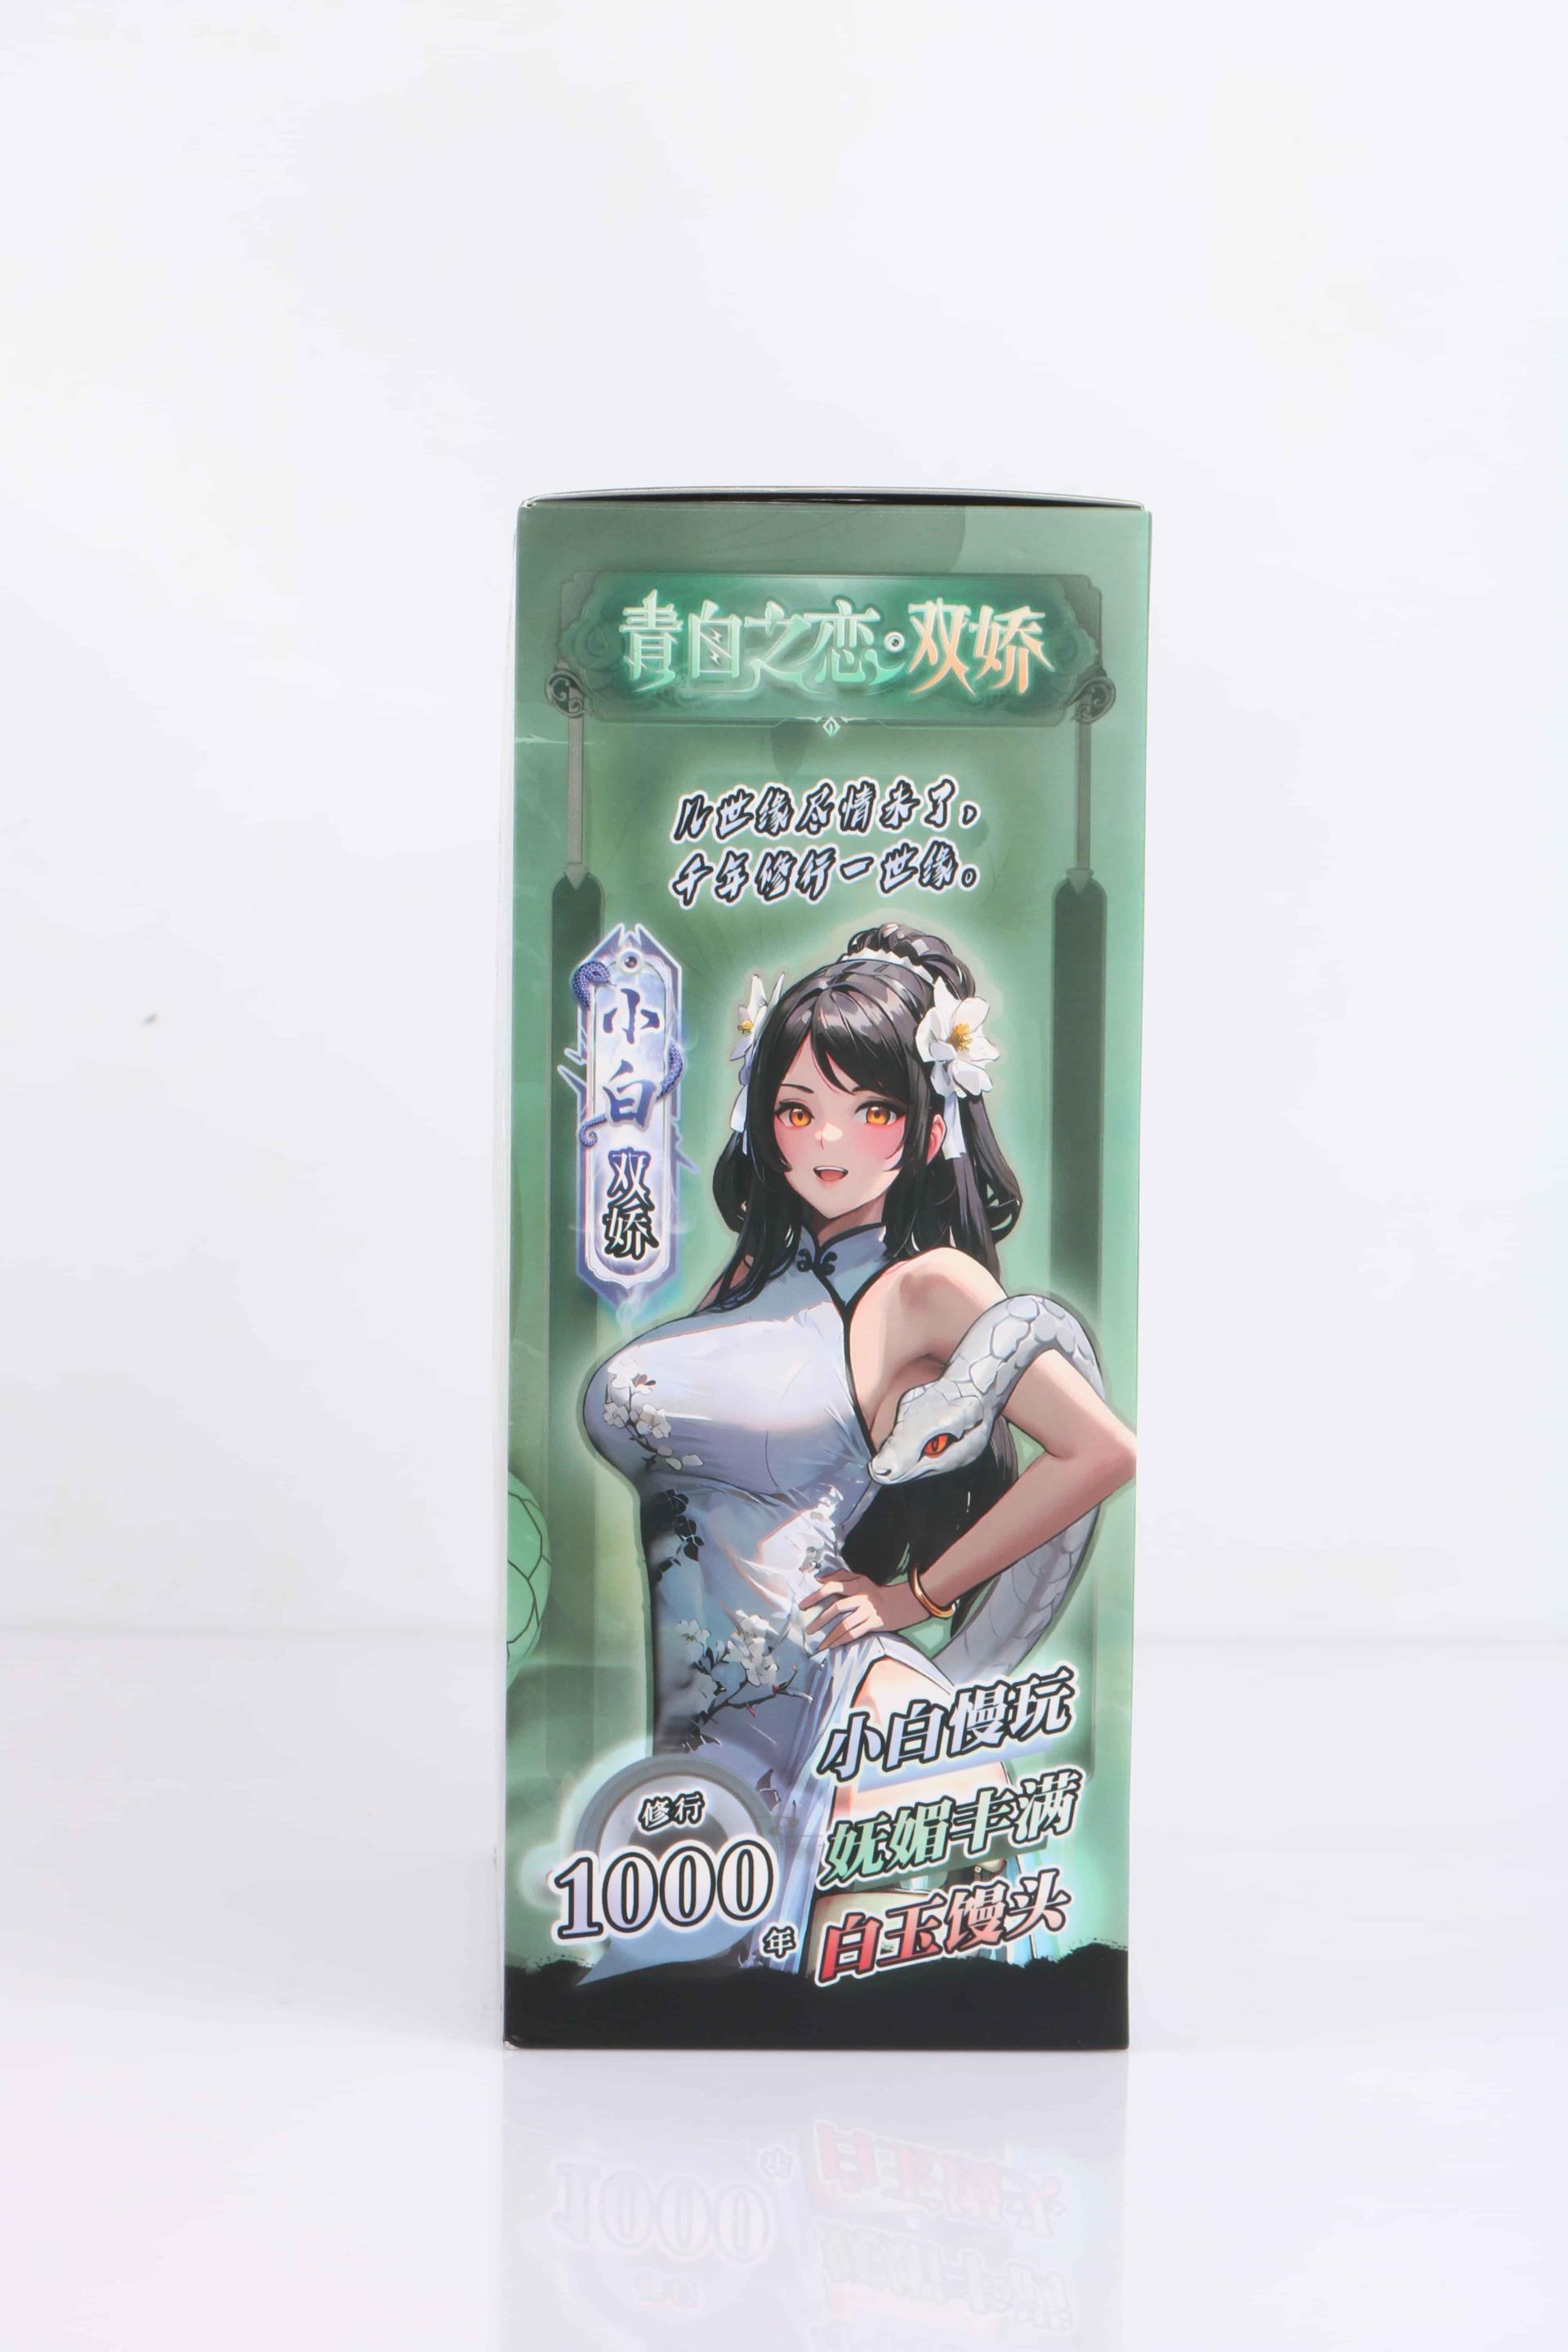 青白之恋·双娇
几世缘尽情未了，
千年修行一世缘。
小白
双娇
小白慢玩
妩媚丰满
白玉馒头
修行
1000
年